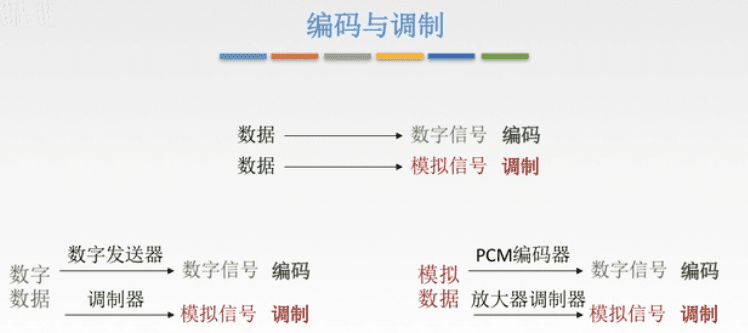 编码与调制
数据 数字信号 编码
数据 模拟信号 调制
数字数据
数字发送器
数字信号 编码
调制器
模拟信号 调制
模拟数据
PCM编码器
数字信号 编码
放大器调制器
模拟信号 调制